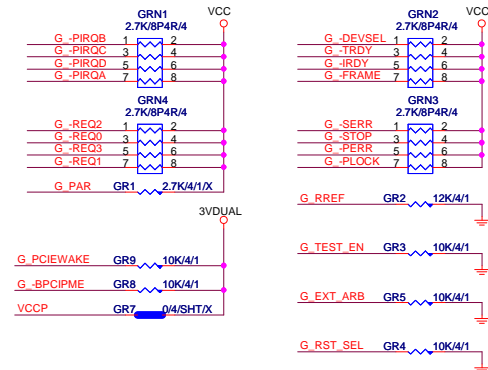 GRN1 VCC
2.7K/8P4R/4
G_-PIRQB 1 2
G_-PIRQC 3 4
G_-PIRQD 5 6
G_-PIRQA 7 8
GRN4
2.7K/8P4R/4
G_-REQ2 1 2
G_-REQ0 3 4
G_-REQ3 5 6
G_-REQ1 7 8
G_PAR GR1 2.7K/4/1/X
3VDUAL
G_PCIEWAKE GR9 10K/4/1
G_-BPCIPME GR8 10K/4/1
VCCP GR7 0/4/SHT/X
GRN2 VCC
2.7K/8P4R/4
G_-DEVSEL 1 2
G_-TRDY 3 4
G_-IRDY 5 6
G_-FRAME 7 8
GRN3
2.7K/8P4R/4
G_-SERR 1 2
G_-STOP 3 4
G_-PERR 5 6
G_-PLOCK 7 8
G_RREF GR2 12K/4/1
G_TEST_EN GR3 10K/4/1
G_EXT_ARB GR5 10K/4/1
G_RST_SEL GR4 10K/4/1